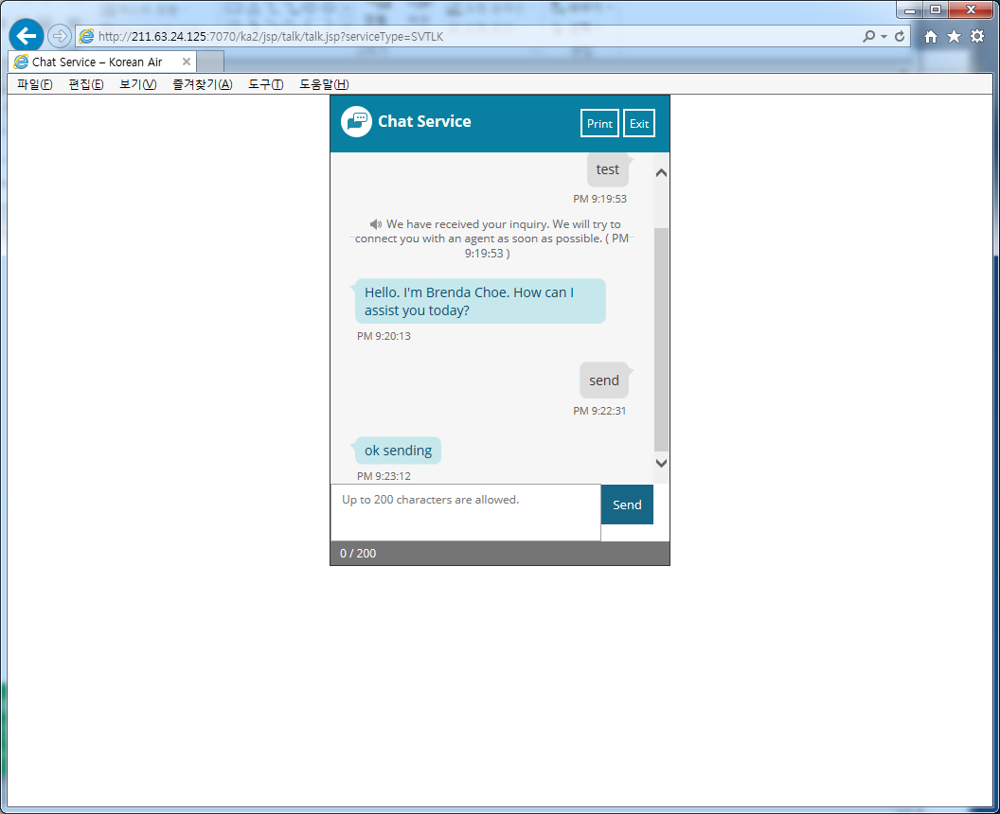 http://211.63.24.125:7070/ka2/jsp/talk/talk.jsp?serviceType=SVTLK
Chat Service – Korean Air
파일(F) 편집(E) 보기(V) 즐겨찾기(A) 도구(T) 도움말(H)
Chat Service Print Exit
test
PM 9:19:53
We have received your inquiry. We will try to
connect you with an agent as soon as possible. ( PM
9:19:53 )
Hello. I'm Brenda Choe. How can I
assist you today?
PM 9:20:13
send
PM 9:22:31
ok sending
PM 9:23:12
Up to 200 characters are allowed.
Send
0 / 200